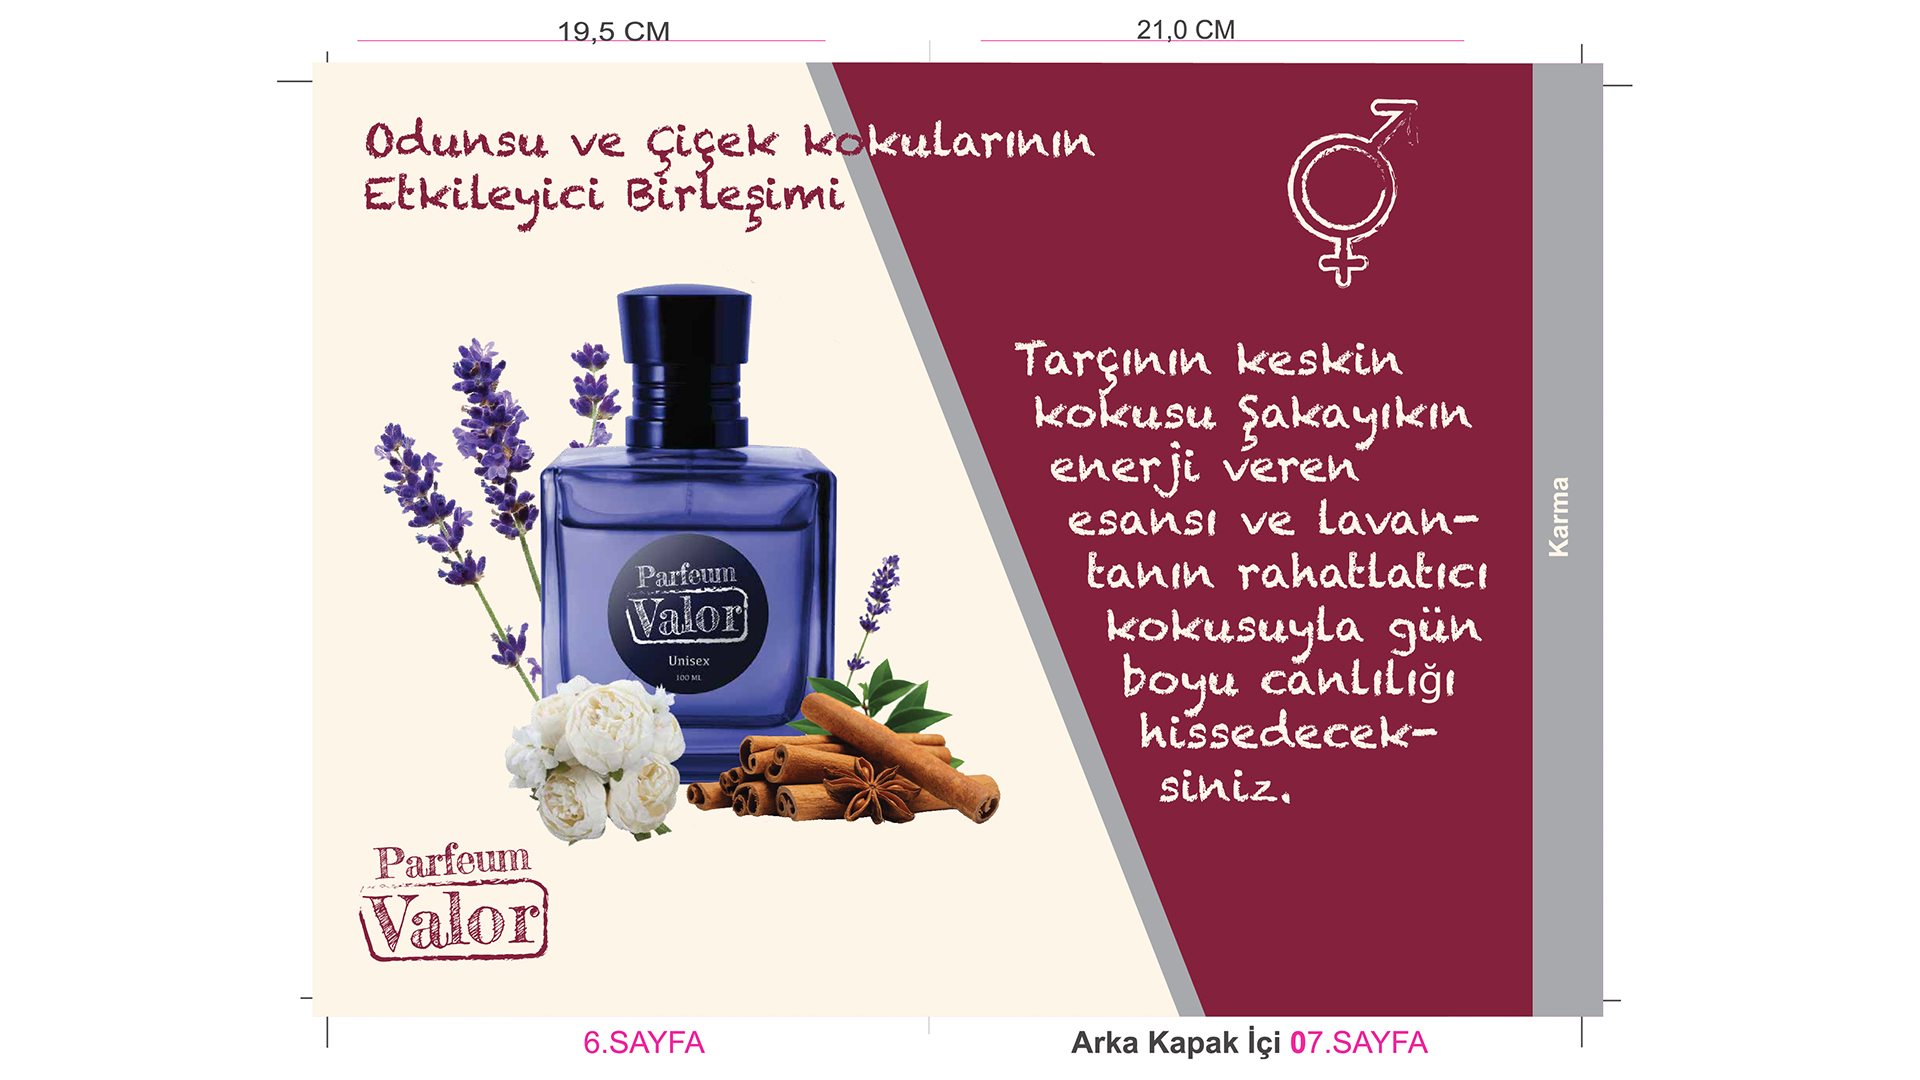 19,5 CM
21,0 CM
Odunsu ve Çiçek kokularının
Etkileyici Birleşimi
Parfeum
Valor
Unisex
100 ML
Parfeum
Valor
Tarçının keskin
kokusu Şakayıkın
enerji veren
esansı ve lavan-
tanın rahatlatıcı
kokusuyla gün
boyu canlılığı
hissedecek-
siniz.
Karma
6.SAYFA
Arka Kapak İçi 07.SAYFA